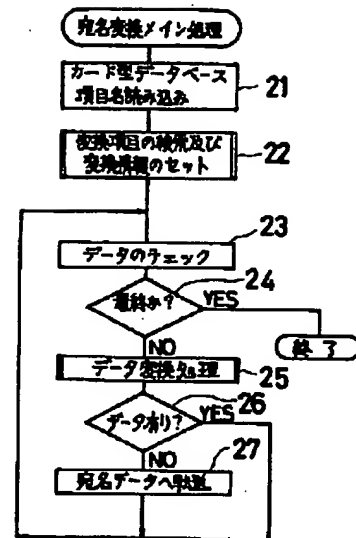 宛名変換メイン処理
カード型データベース
項目名読み込み
21
変換項目の検索及び
変換情報のセット
22
23
データのチェック
24
最終か?
YES
終了
NO
データ変換処理
25
26
データ有り?
YES
NO
27
宛名データへ転送